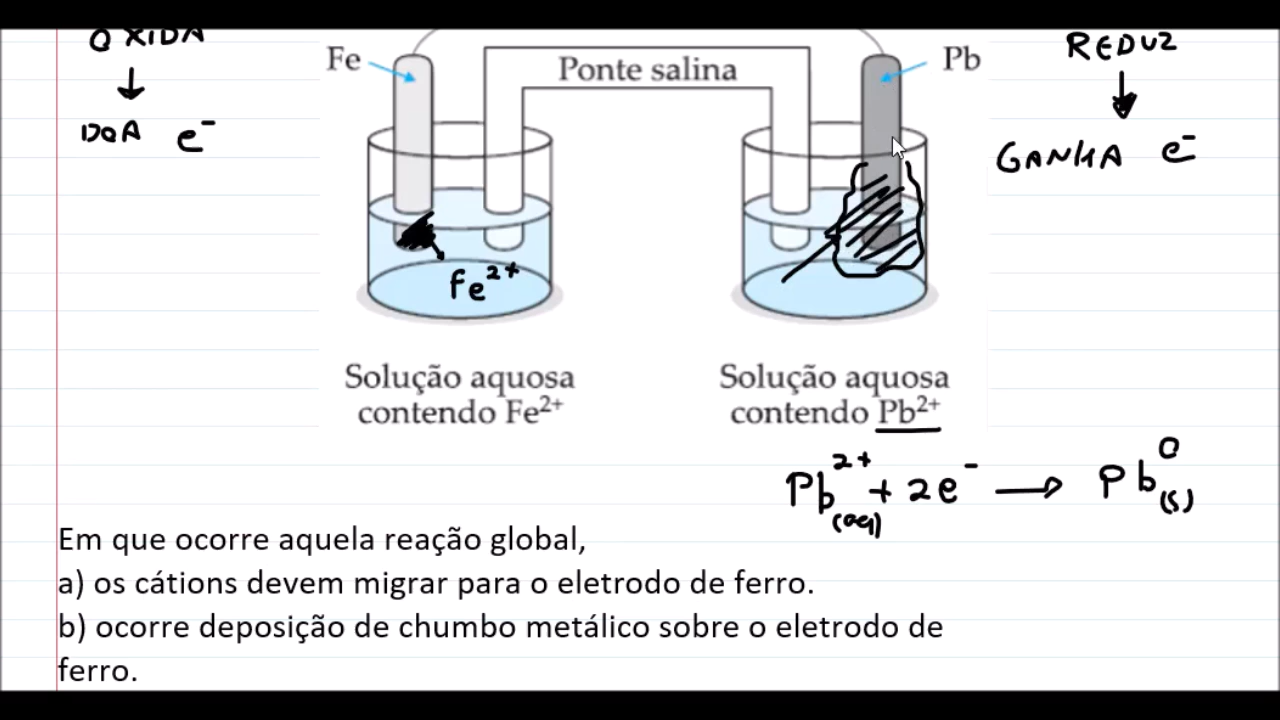 OXIDA
↓
DOA e⁻
Fe
Ponte salina
Pb
REDUZ
↓
GANHA e⁻
Fe²⁺
Solução aquosa
contendo Fe²⁺
Solução aquosa
contendo Pb²⁺
Pb²⁺(aq) + 2e⁻ → Pb⁰(s)
Em que ocorre aquela reação global,
a) os cátions devem migrar para o eletrodo de ferro.
b) ocorre deposição de chumbo metálico sobre o eletrodo de
ferro.